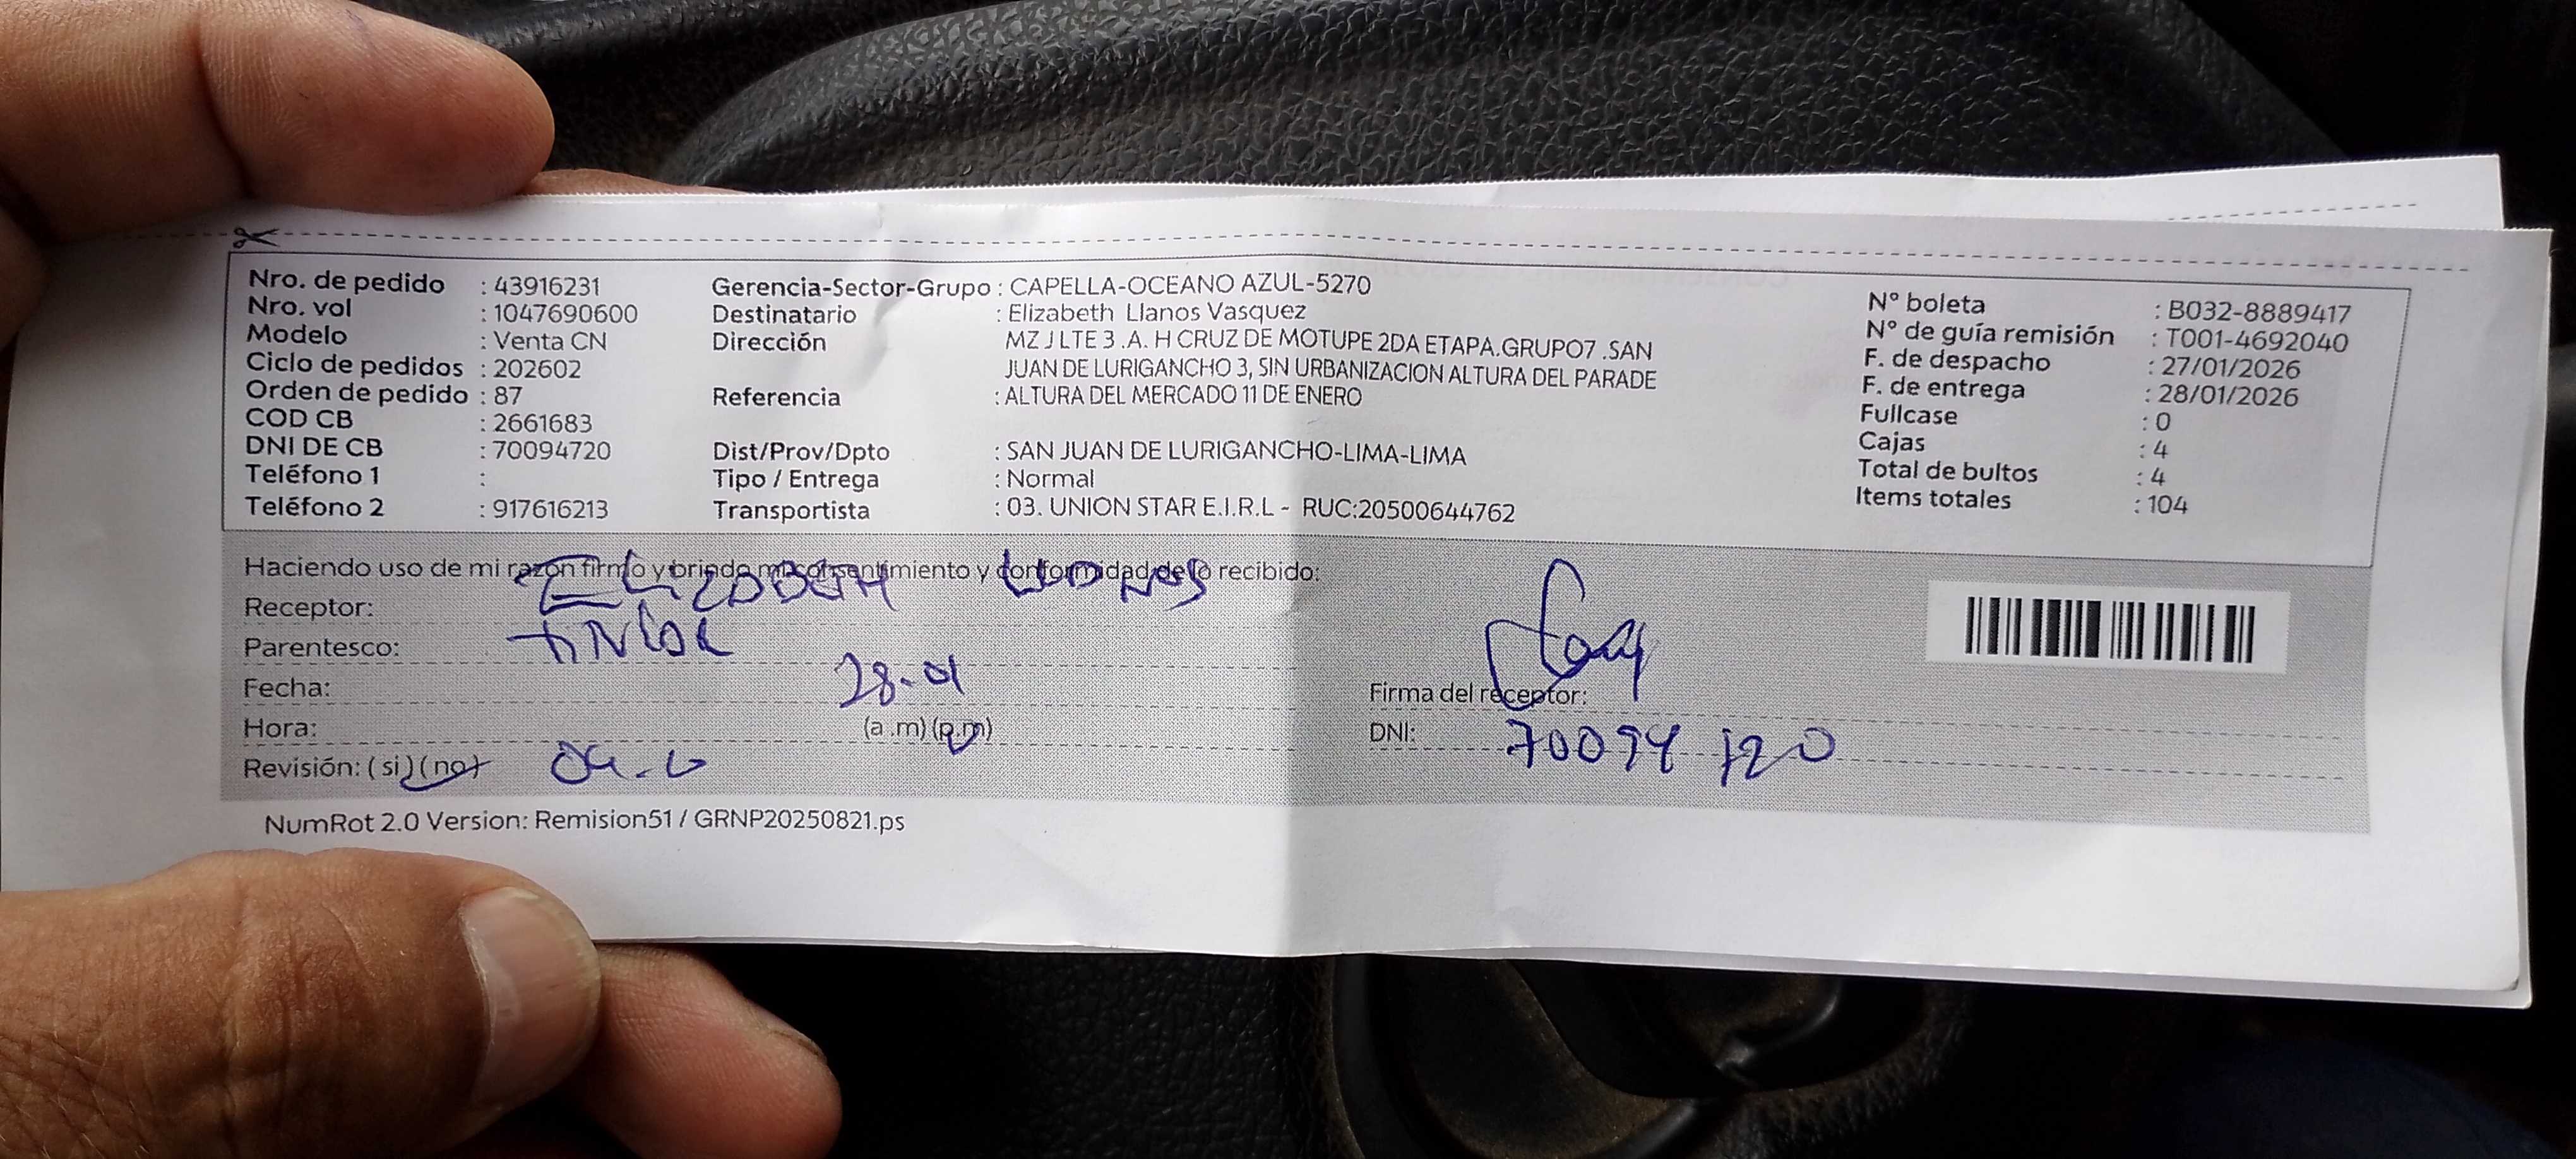 Nro. de pedido : 43916231
Nro. vol : 1047690600
Modelo : Venta CN
Ciclo de pedidos : 202602
Orden de pedido : 87
COD CB : 2661683
DNI DE CB : 70094720
Teléfono 1 :
Teléfono 2 : 917616213
Gerencia-Sector-Grupo : CAPELLA-OCEANO AZUL-5270
Destinatario : Elizabeth Llanos Vasquez
Dirección MZ J LTE 3 .A. H CRUZ DE MOTUPE 2DA ETAPA.GRUPO7 .SAN
JUAN DE LURIGANCHO 3, SIN URBANIZACION ALTURA DEL PARADE
Referencia : ALTURA DEL MERCADO 11 DE ENERO
Dist/Prov/Dpto : SAN JUAN DE LURIGANCHO-LIMA-LIMA
Tipo / Entrega : Normal
Transportista : 03. UNION STAR E.I.R.L - RUC:20500644762
N° boleta : B032-8889417
N° de guía remisión : T001-4692040
F. de despacho : 27/01/2026
F. de entrega : 28/01/2026
Fullcase : 0
Cajas : 4
Total de bultos : 4
Items totales : 104
Haciendo uso de mi razón firmo y brindo mi consentimiento y conformidad de lo recibido:
Receptor:
Parentesco:
Fecha: 28-01
Hora: (a .m) (p.m)
Revisión: ( si ) (no)
Firma del receptor:
DNI: 70094720
NumRot 2.0 Version: Remision51 / GRNP20250821.ps